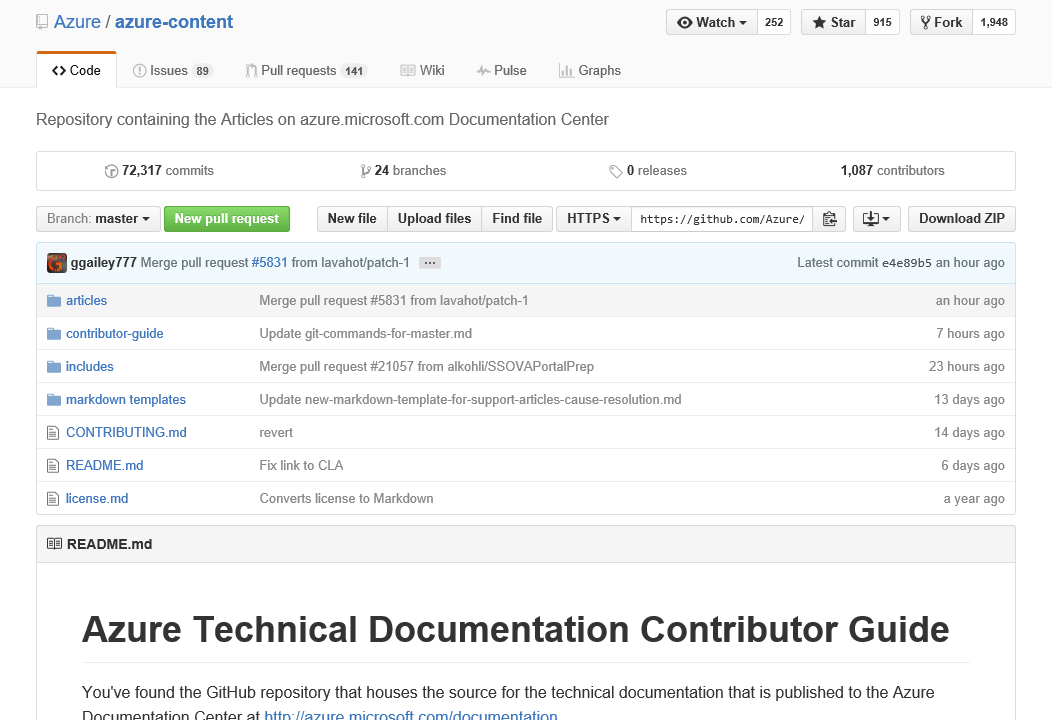 Azure / azure-content Watch 252 Star 915 Fork 1,948
Code Issues 89 Pull requests 141 Wiki Pulse Graphs
Repository containing the Articles on azure.microsoft.com Documentation Center
72,317 commits 24 branches 0 releases 1,087 contributors
Branch: master New pull request New file Upload files Find file HTTPS https://github.com/Azure/ Download ZIP
ggailey777 Merge pull request #5831 from lavahot/patch-1 ... Latest commit e4e89b5 an hour ago
articles Merge pull request #5831 from lavahot/patch-1 an hour ago
contributor-guide Update git-commands-for-master.md 7 hours ago
includes Merge pull request #21057 from alkohli/SSOVAPortalPrep 23 hours ago
markdown templates Update new-markdown-template-for-support-articles-cause-resolution.md 13 days ago
CONTRIBUTING.md revert 14 days ago
README.md Fix link to CLA 6 days ago
license.md Converts license to Markdown a year ago
README.md
Azure Technical Documentation Contributor Guide
You've found the GitHub repository that houses the source for the technical documentation that is published to the Azure
Documentation Center at http://azure.microsoft.com/documentation